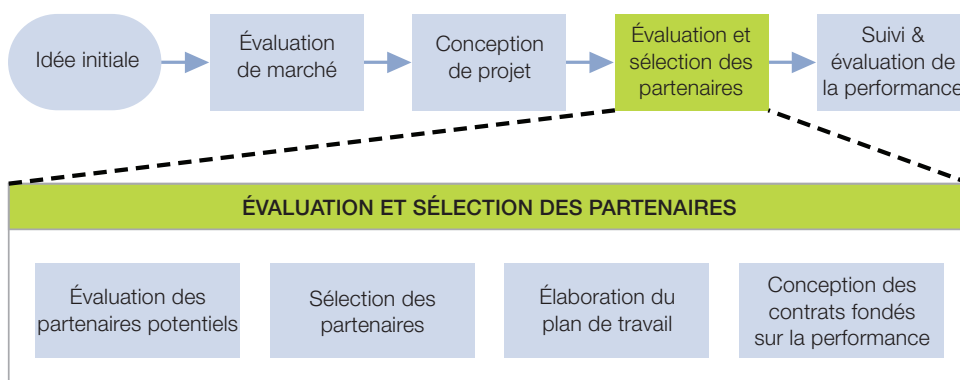 Idée initiale
Évaluation
de marché
Conception
de projet
Évaluation et
sélection des
partenaires
Suivi &
évaluation de
la performance
ÉVALUATION ET SÉLECTION DES PARTENAIRES
Évaluation des
partenaires potentiels
Sélection des
partenaires
Élaboration du
plan de travail
Conception des
contrats fondés
sur la performance